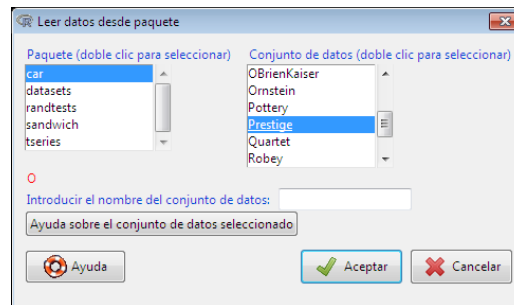 Leer datos desde paquete
Paquete (doble clic para seleccionar)
car
datasets
randtests
sandwich
tseries
Conjunto de datos (doble clic para seleccionar)
OBrienKaiser
Ornstein
Pottery
Prestige
Quartet
Robey
O
Introducir el nombre del conjunto de datos:
Ayuda sobre el conjunto de datos seleccionado
Ayuda
Aceptar
Cancelar